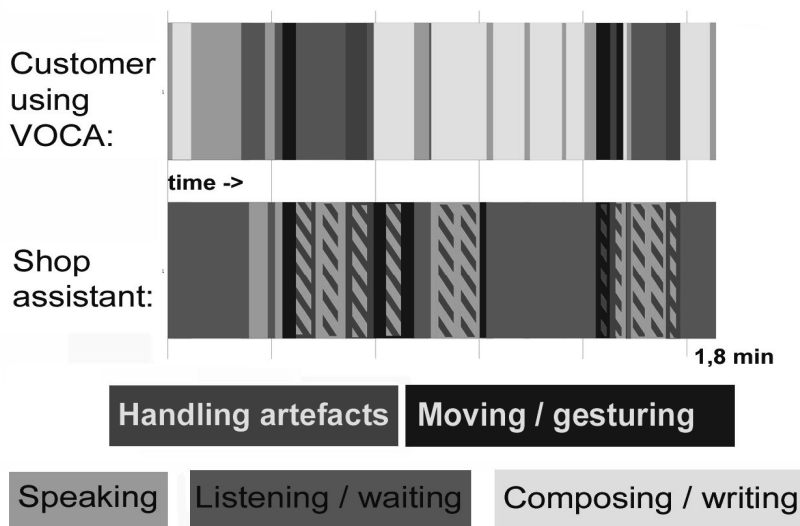 Customer
using
VOCA:
time ->
Shop
assistant:
1,8 min
Handling artefacts
Moving / gesturing
Speaking
Listening / waiting
Composing / writing